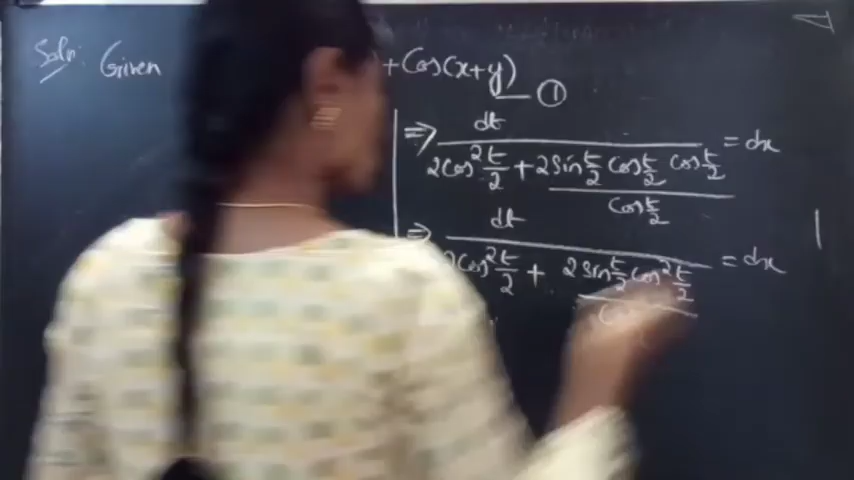 Soln: Given
+Cos(x+y) — ①
⇒ dt / (2cos²t/2 + (2sin t/2 cos t/2 cos t/2) / cos t/2) = dx
⇒ dt / (2cos²t/2 + (2sin t/2 cos²t/2) / ) = dx